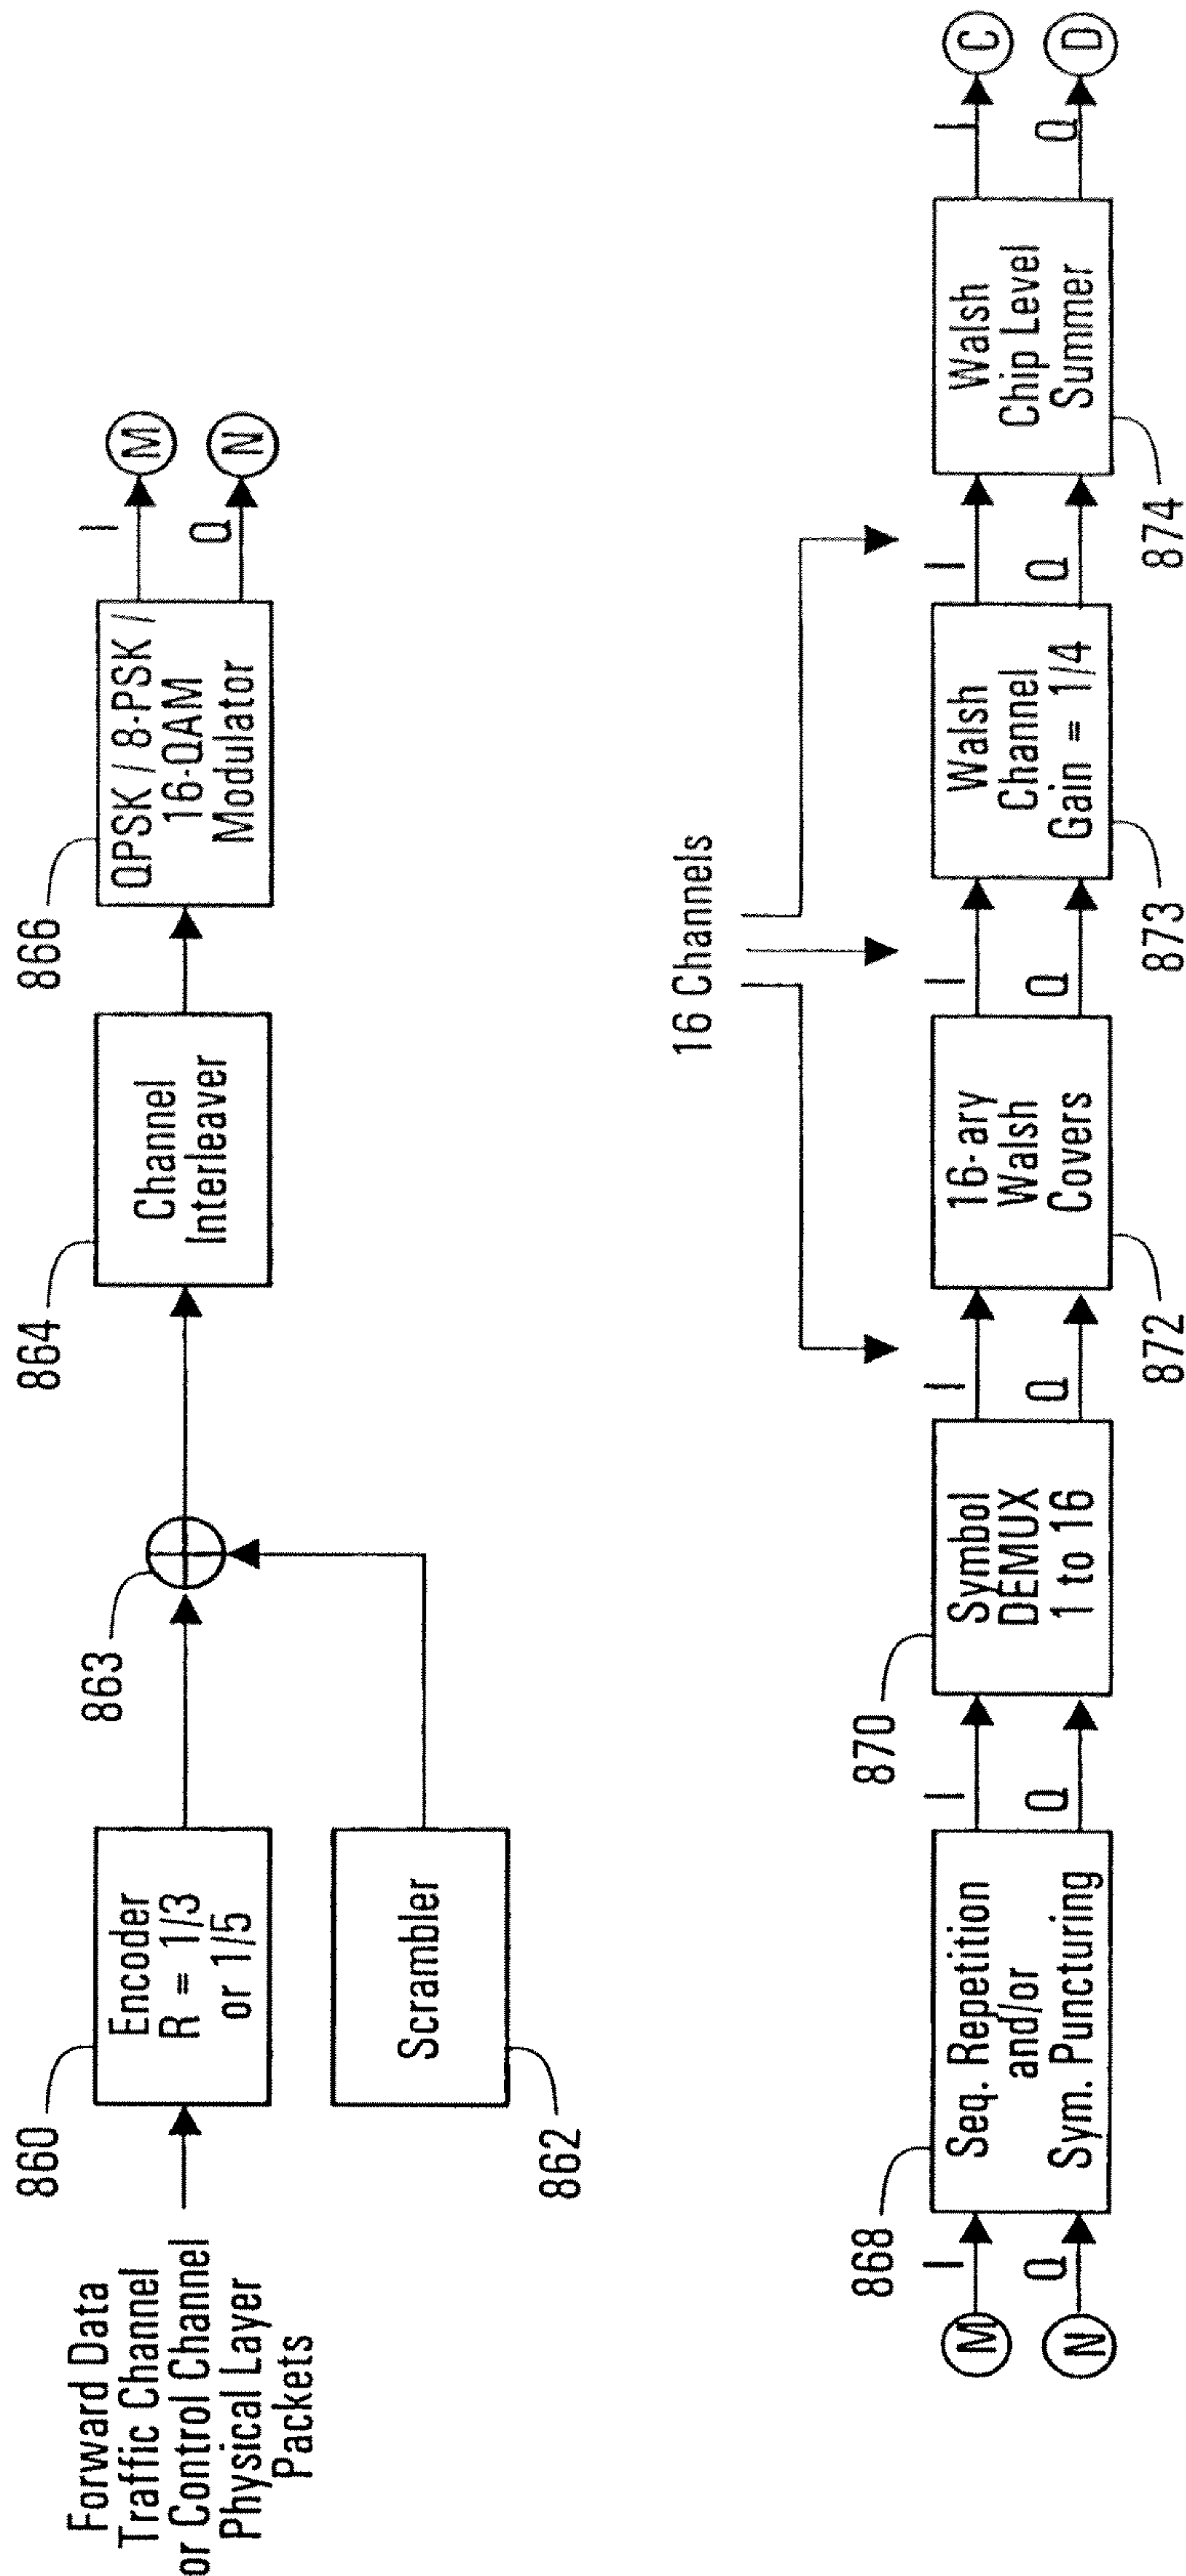 Forward Data
Traffic Channel
or Control Channel
Physical Layer
Packets
860
Encoder
R = 1/3
or 1/5
862
Scrambler
863
864
Channel
Interleaver
866
QPSK / 8-PSK /
16-QAM
Modulator
I
Q
M
N
M
N
I
Q
868
Seq. Repetition
and/or
Sym. Puncturing
I
Q
870
Symbol
DEMUX
1 to 16
I
Q
16 Channels
872
16-ary
Walsh
Covers
I
Q
873
Walsh
Channel
Gain = 1/4
I
Q
874
Walsh
Chip Level
Summer
I
Q
C
D